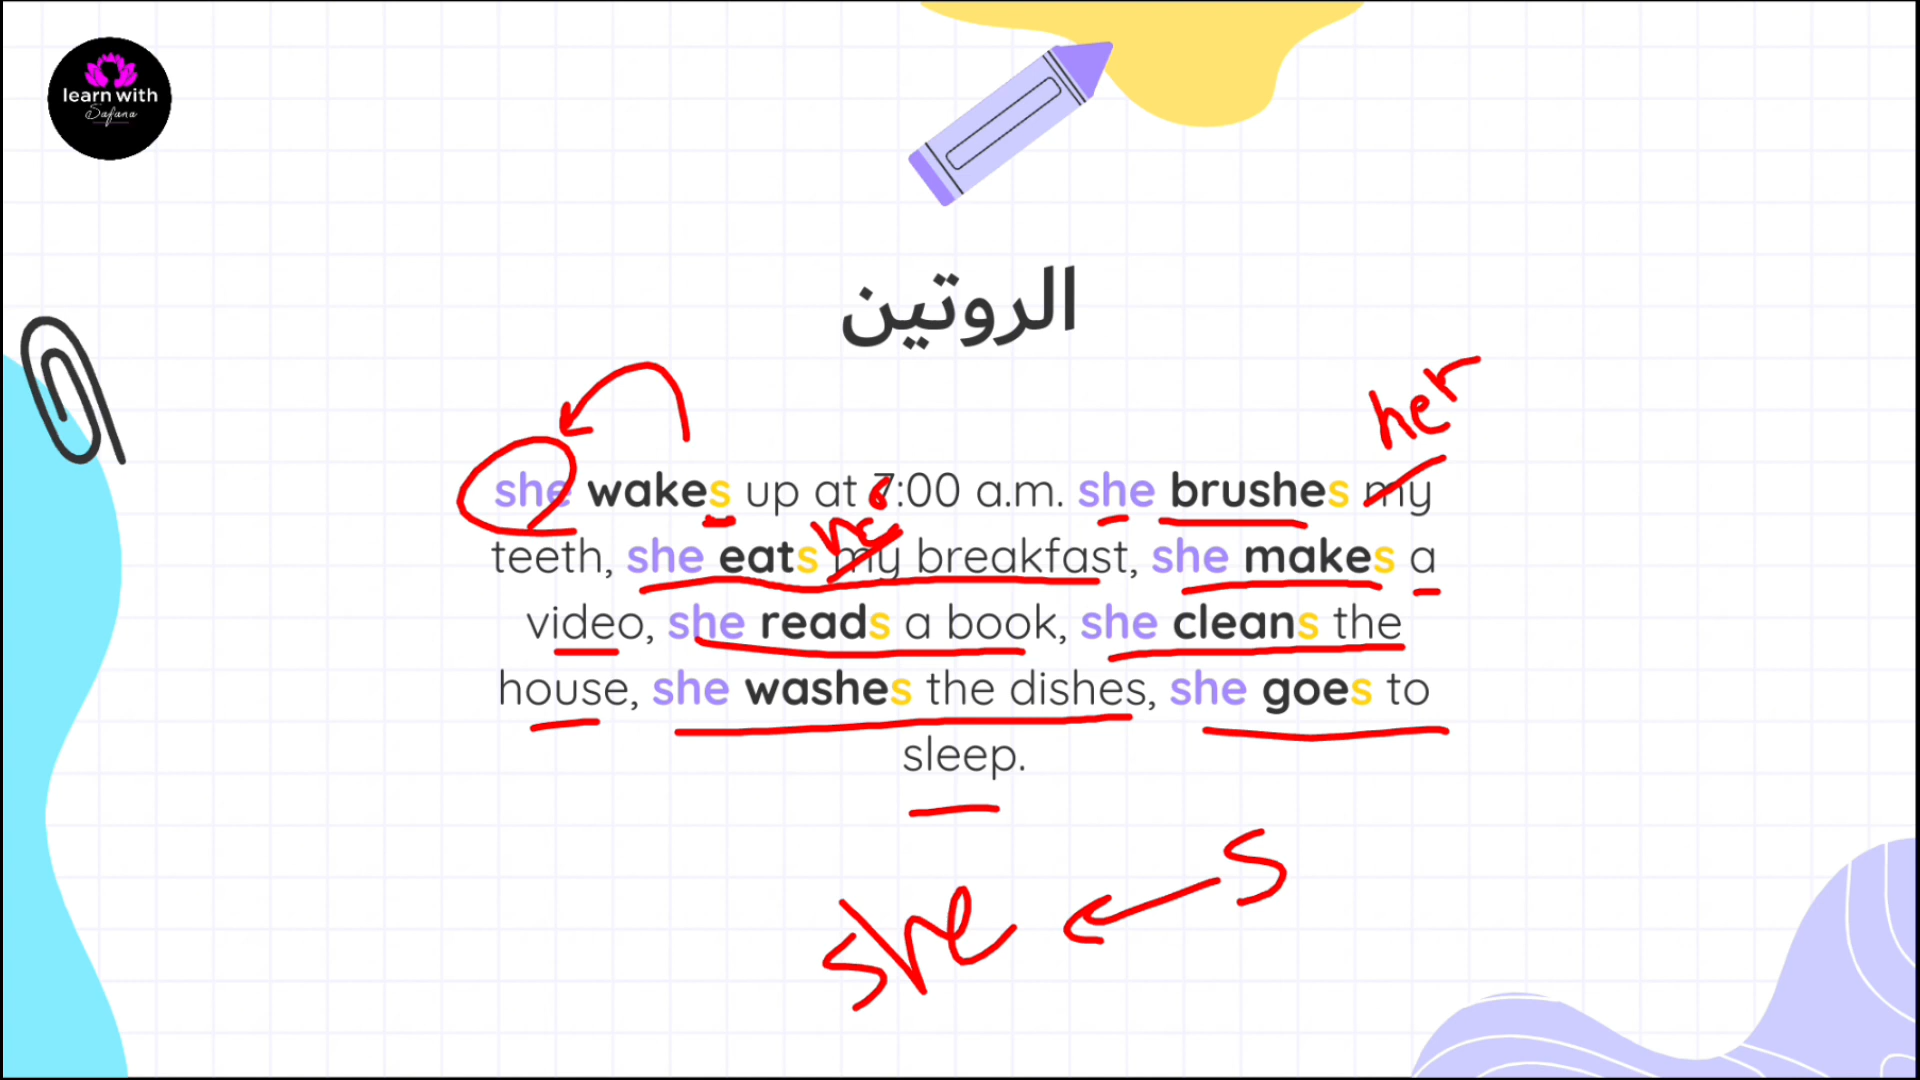 learn with
Safana
الروتين
her
she wakes up at 7:00 a.m. she brushes my
teeth, she eats my breakfast, she makes a
video, she reads a book, she cleans the
house, she washes the dishes, she goes to
sleep.
she ← s